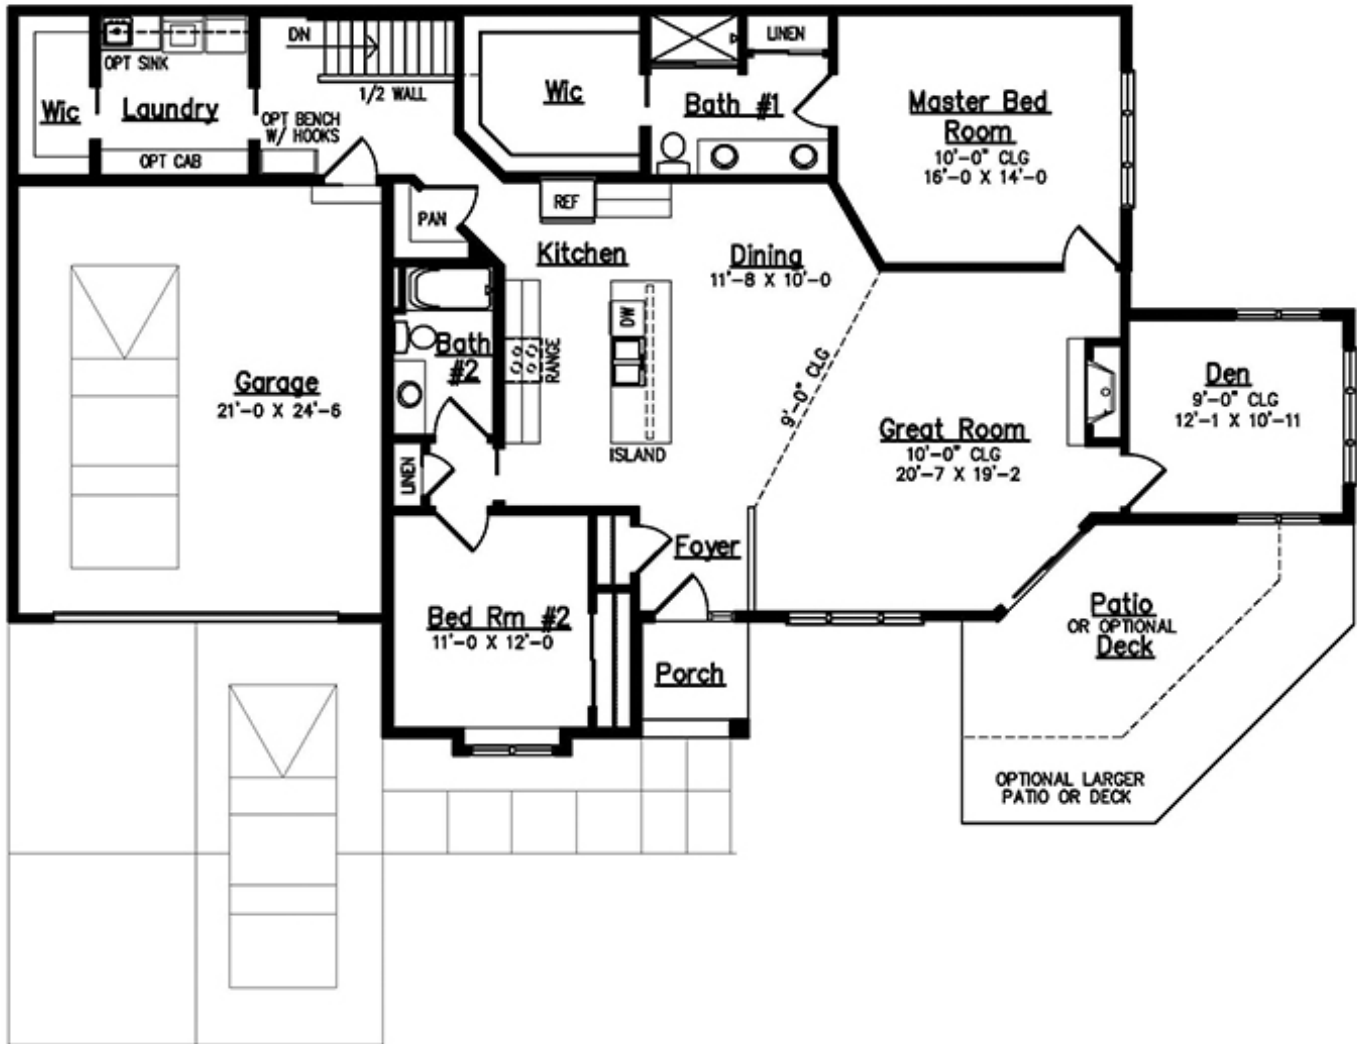 DN
LINEN
OPT SINK
1/2 WALL
Wic
Laundry
OPT BENCH
W/ HOOKS
OPT CAB
Wic
Bath #1
Master Bed
Room
10'-0" CLG
16'-0 X 14'-0
PAN
REF
Kitchen
Dining
11'-8 X 10'-0
DW
RANGE
Bath
#2
Garage
21'-0 X 24'-6
9'-0" CLG
Den
9'-0" CLG
12'-1 X 10'-11
Great Room
10'-0" CLG
20'-7 X 19'-2
ISLAND
LINEN
Foyer
Bed Rm #2
11'-0 X 12'-0
Porch
Patio
OR OPTIONAL
Deck
OPTIONAL LARGER
PATIO OR DECK